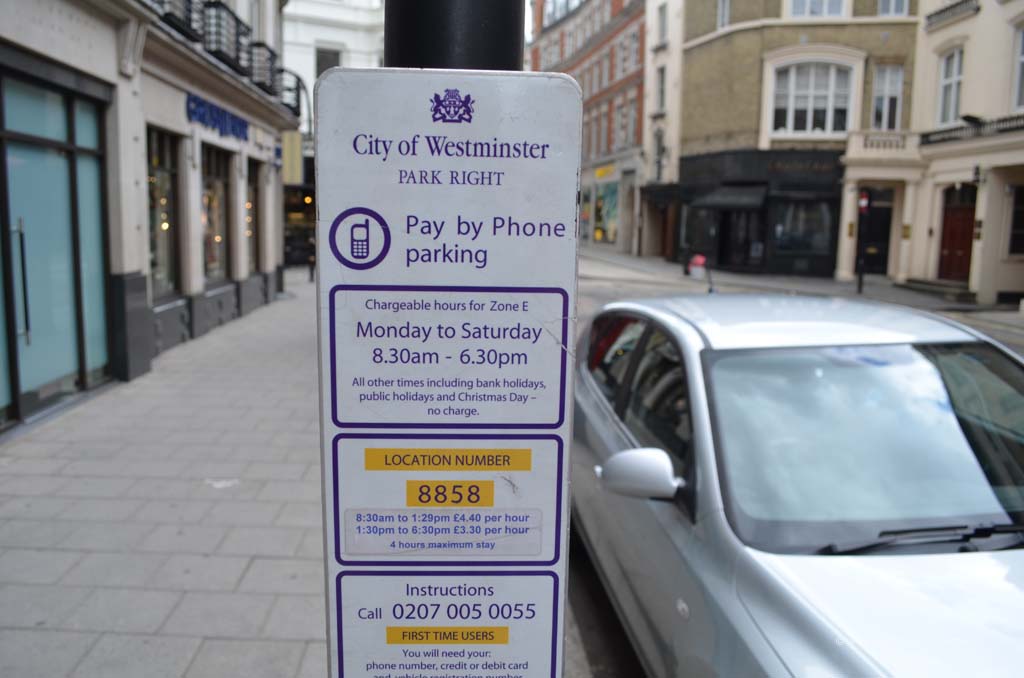 City of Westminster
PARK RIGHT
Pay by Phone
parking
Chargeable hours for Zone E
Monday to Saturday
8.30am - 6.30pm
All other times including bank holidays,
public holidays and Christmas Day –
no charge.
LOCATION NUMBER
8858
8:30am to 1:29pm £4.40 per hour
1:30pm to 6:30pm £3.30 per hour
4 hours maximum stay
Instructions
Call 0207 005 0055
FIRST TIME USERS
You will need your:
phone number, credit or debit card
and vehicle registration number